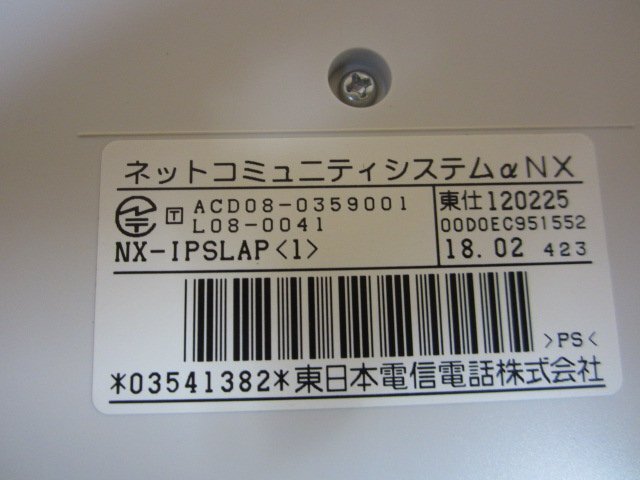 ネットコミュニティシステムαNX
T ACD08-0359001
L08-0041
東仕120225
00D0EC951552
NX-IPSLAP<1>
18.02 423
>PS<
*03541382*東日本電信電話株式会社